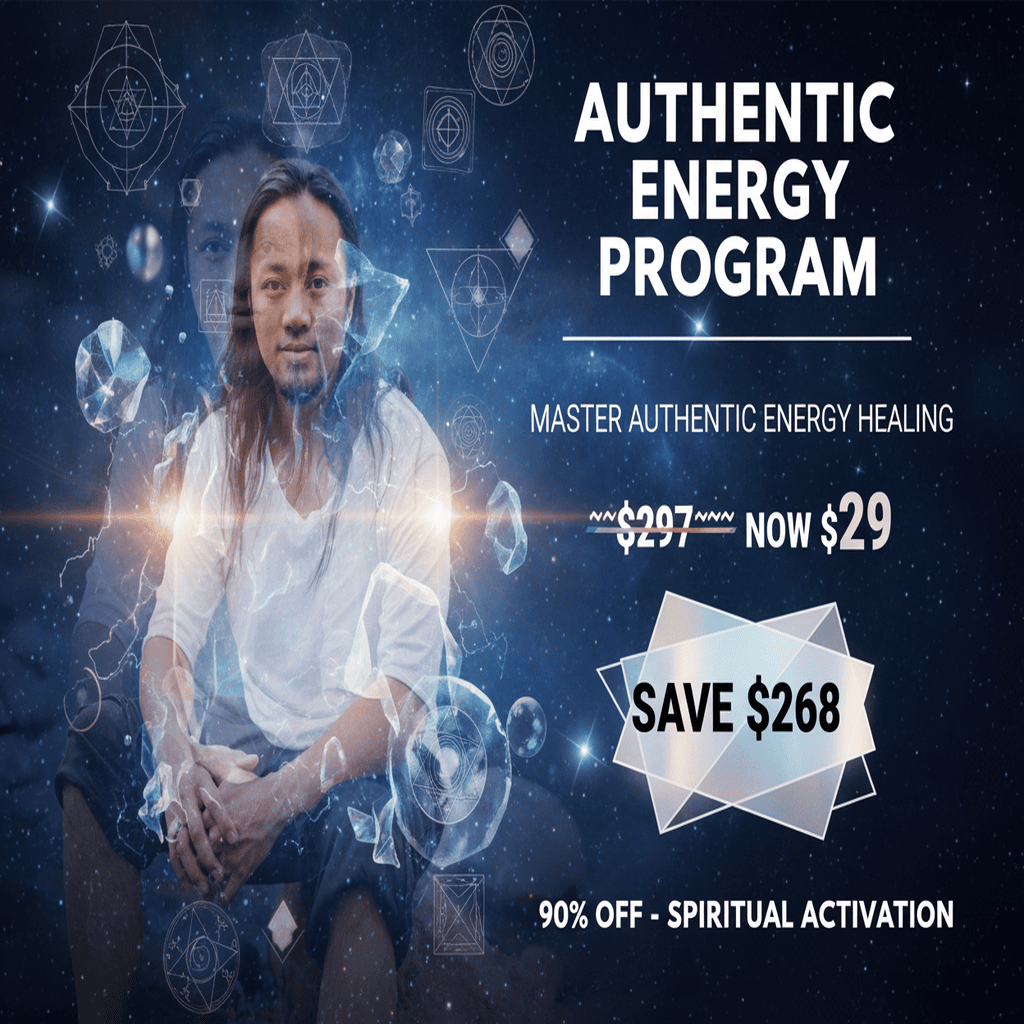 AUTHENTIC
ENERGY
PROGRAM
MASTER AUTHENTIC ENERGY HEALING
~~$297~~~ NOW $29
SAVE $268
90% OFF - SPIRITUAL ACTIVATION